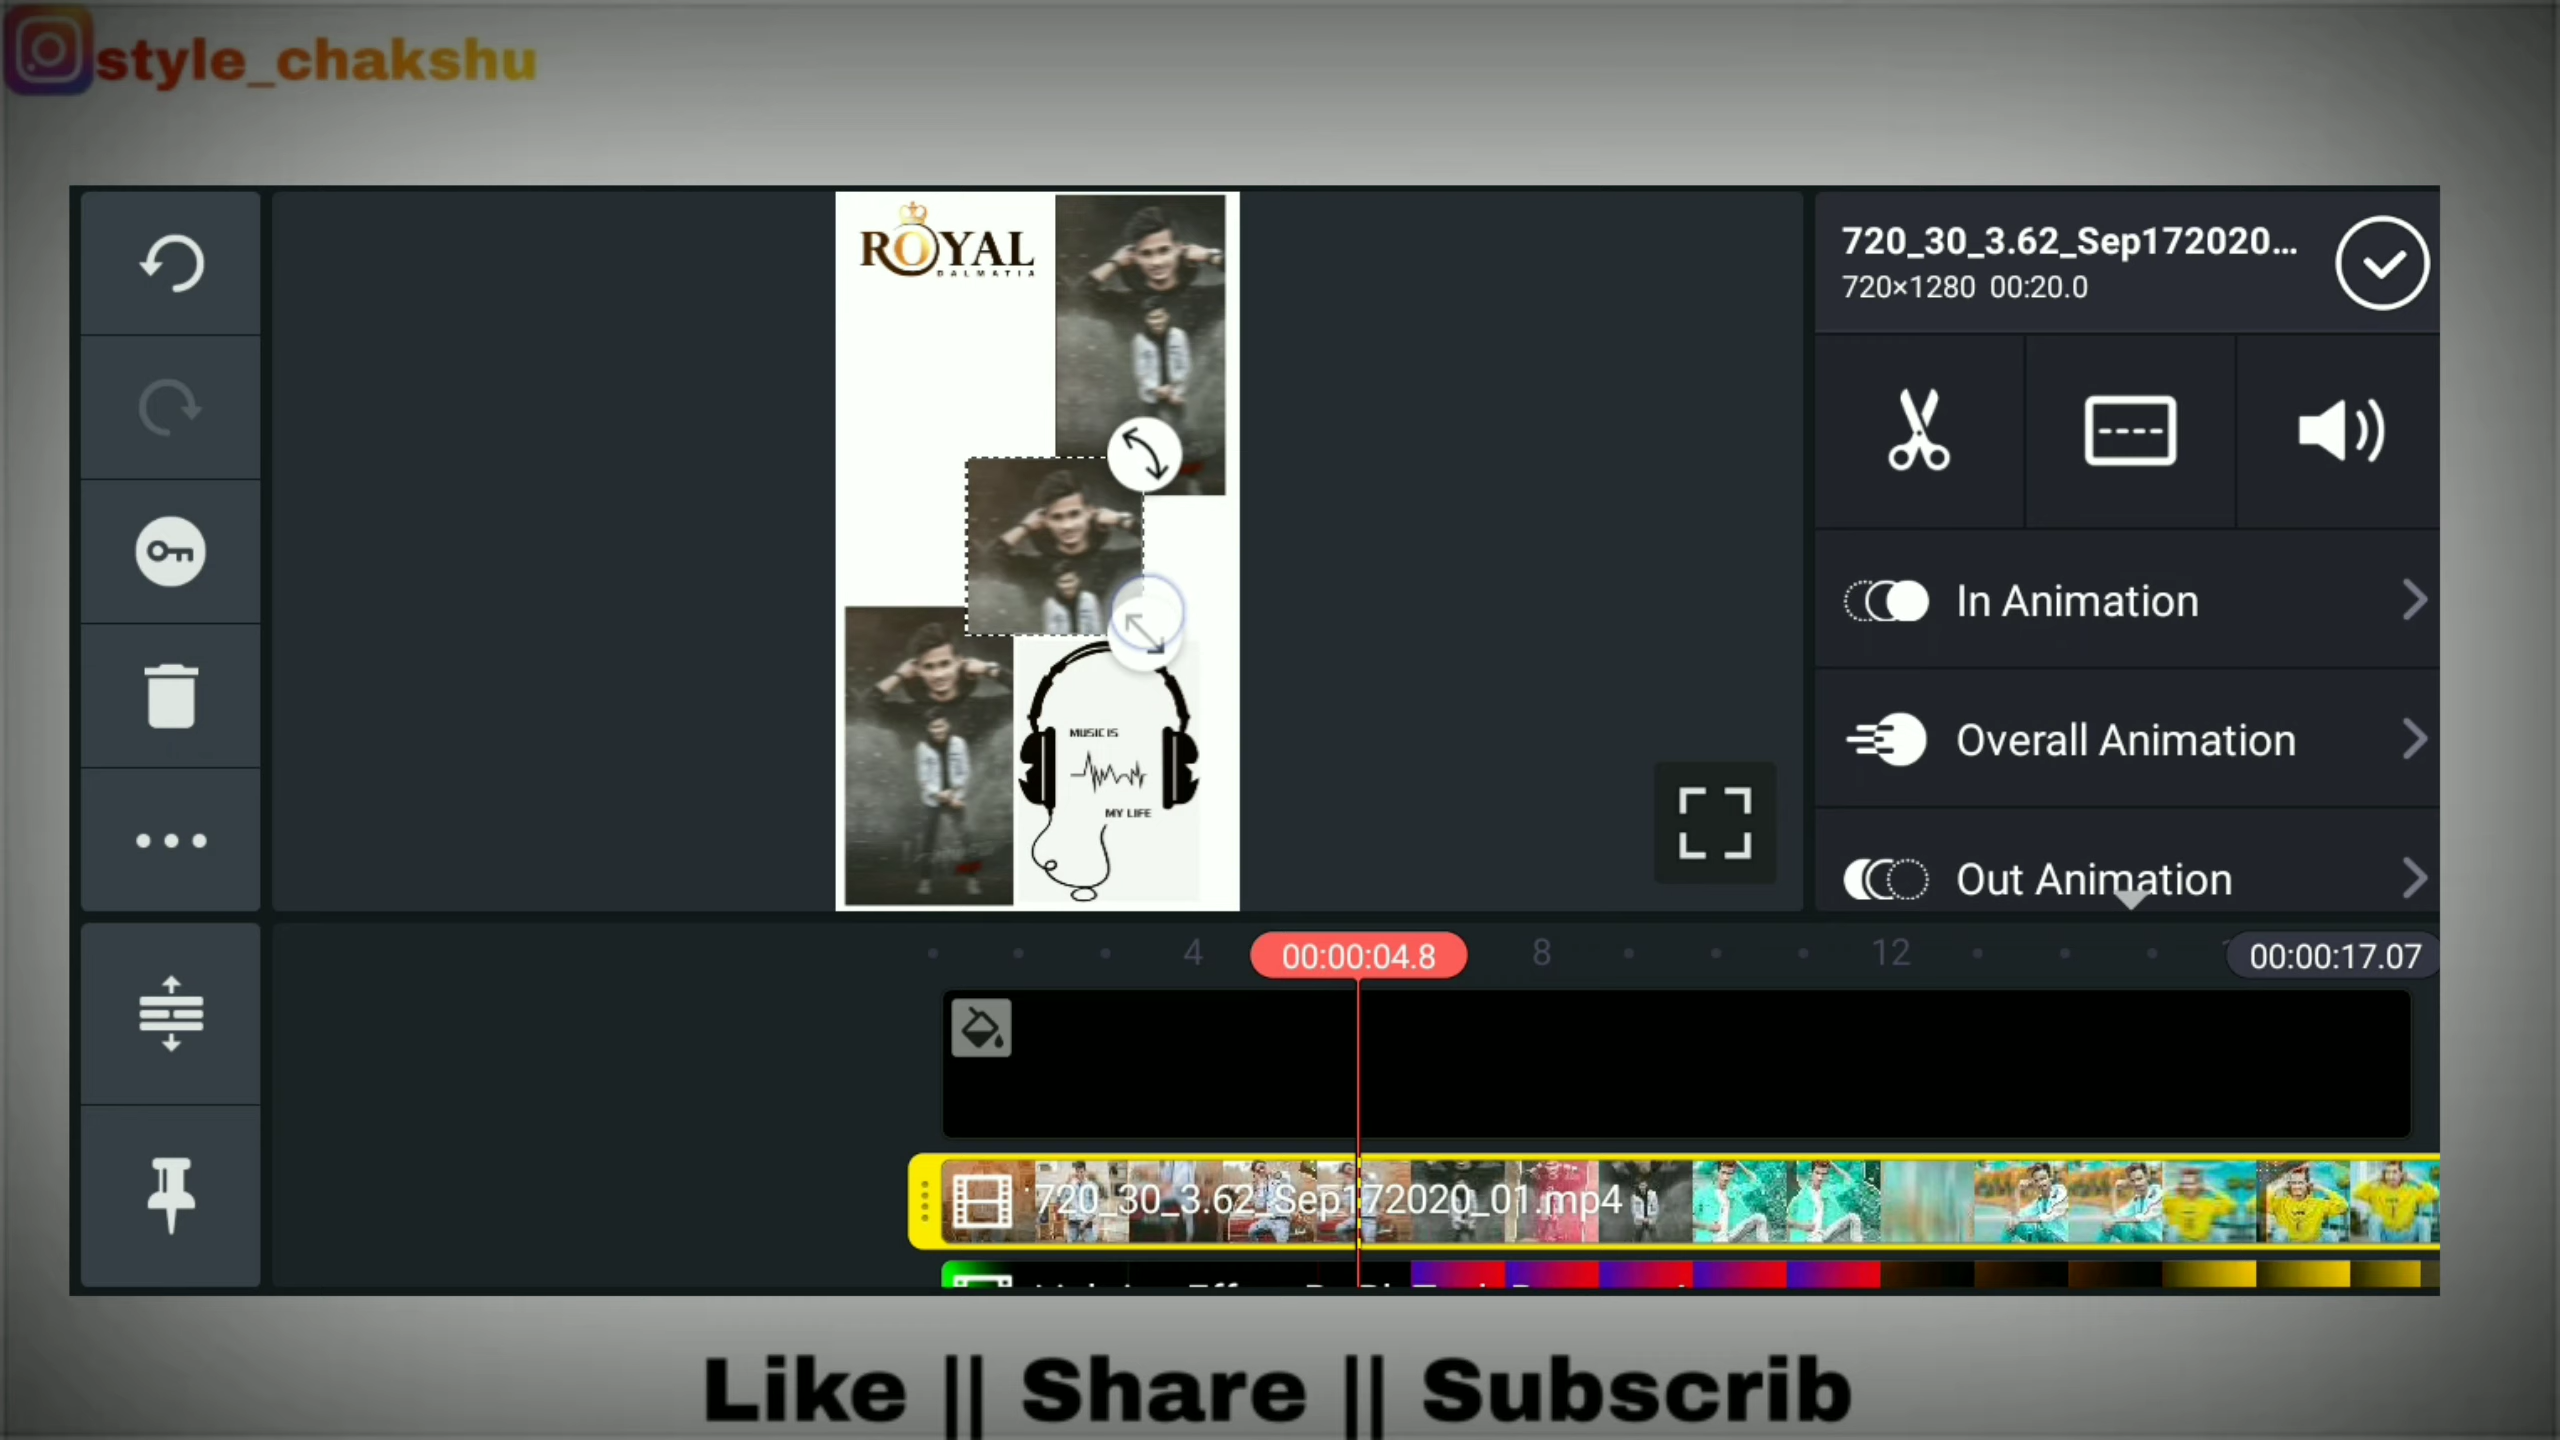 style_chakshu
ROYAL
DALMATIA
MUSIC IS
MY LIFE
720_30_3.62_Sep172020...
720×1280 00:20.0
In Animation
Overall Animation
Out Animation
4
00:00:04.8
8
12
00:00:17.07
720_30_3.62_Sep172020_01.mp4
Like || Share || Subscrib